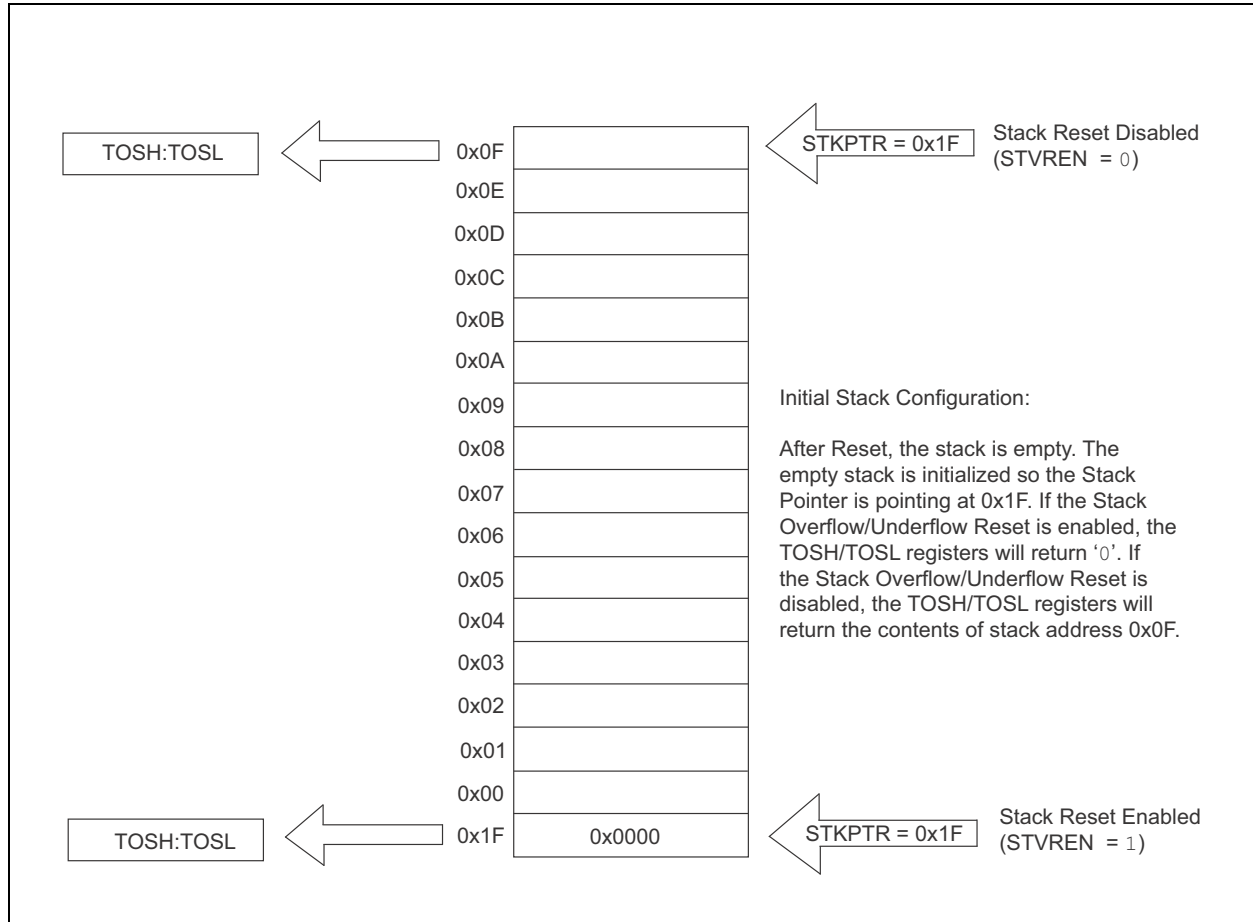 TOSH:TOSL
0x0F
STKPTR = 0x1F
Stack Reset Disabled
(STVREN = 0)
0x0E
0x0D
0x0C
0x0B
0x0A
0x09
0x08
0x07
0x06
0x05
0x04
0x03
0x02
0x01
0x00
Initial Stack Configuration:
After Reset, the stack is empty. The
empty stack is initialized so the Stack
Pointer is pointing at 0x1F. If the Stack
Overflow/Underflow Reset is enabled, the
TOSH/TOSL registers will return ‘0’. If
the Stack Overflow/Underflow Reset is
disabled, the TOSH/TOSL registers will
return the contents of stack address 0x0F.
TOSH:TOSL
0x1F
0x0000
STKPTR = 0x1F
Stack Reset Enabled
(STVREN = 1)